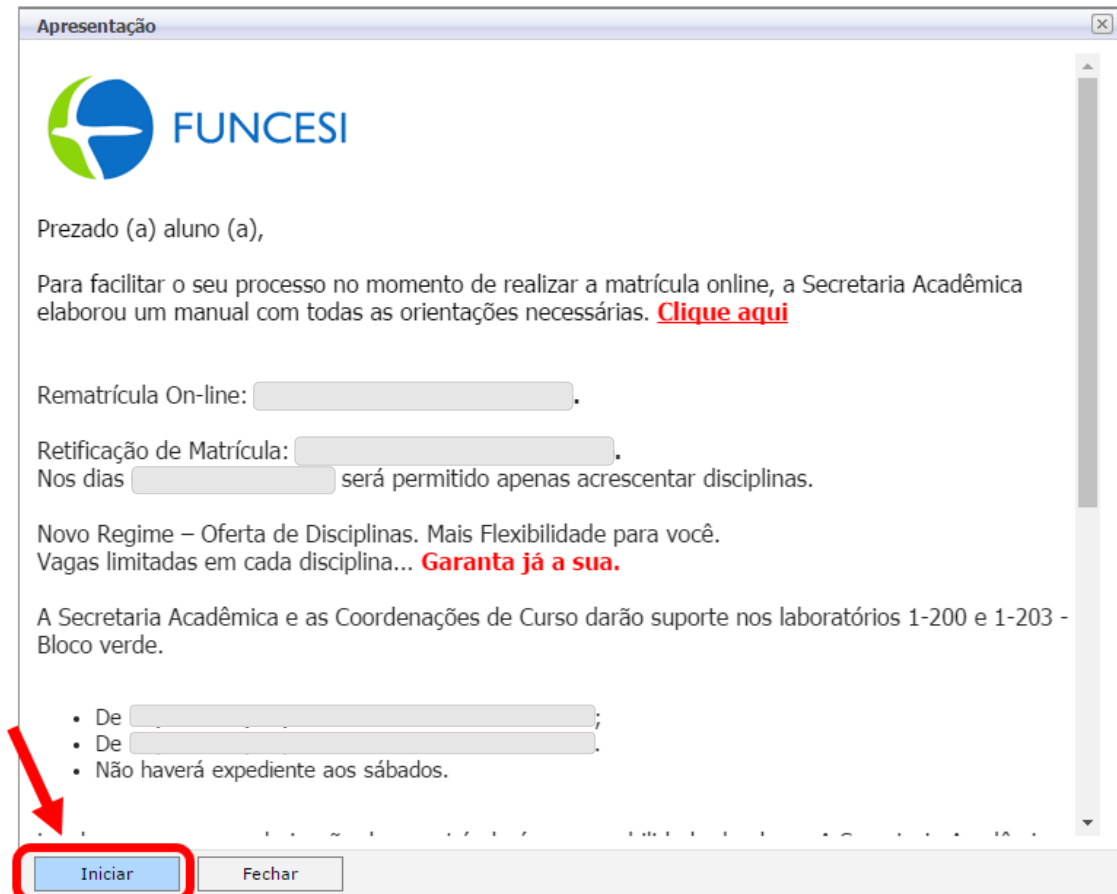 Apresentação
FUNCESI
Prezado (a) aluno (a),
Para facilitar o seu processo no momento de realizar a matrícula online, a Secretaria Acadêmica
elaborou um manual com todas as orientações necessárias. Clique aqui
Rematrícula On-line: .
Retificação de Matrícula: .
Nos dias será permitido apenas acrescentar disciplinas.
Novo Regime – Oferta de Disciplinas. Mais Flexibilidade para você.
Vagas limitadas em cada disciplina... Garanta já a sua.
A Secretaria Acadêmica e as Coordenações de Curso darão suporte nos laboratórios 1-200 e 1-203 -
Bloco verde.
• De ;
• De .
• Não haverá expediente aos sábados.
Iniciar Fechar